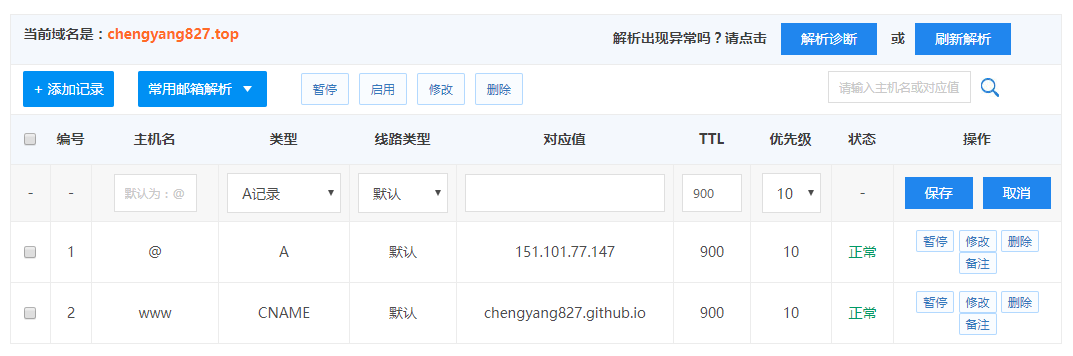 当前域名是：chengyang827.top 解析出现异常吗？请点击 解析诊断 或 刷新解析
+ 添加记录 常用邮箱解析 暂停 启用 修改 删除 请输入主机名或对应值
编号 主机名 类型 线路类型 对应值 TTL 优先级 状态 操作
- - 默认为：@ A记录 默认 900 10 - 保存 取消
1 @ A 默认 151.101.77.147 900 10 正常 暂停 修改 删除
备注
2 www CNAME 默认 chengyang827.github.io 900 10 正常 暂停 修改 删除
备注